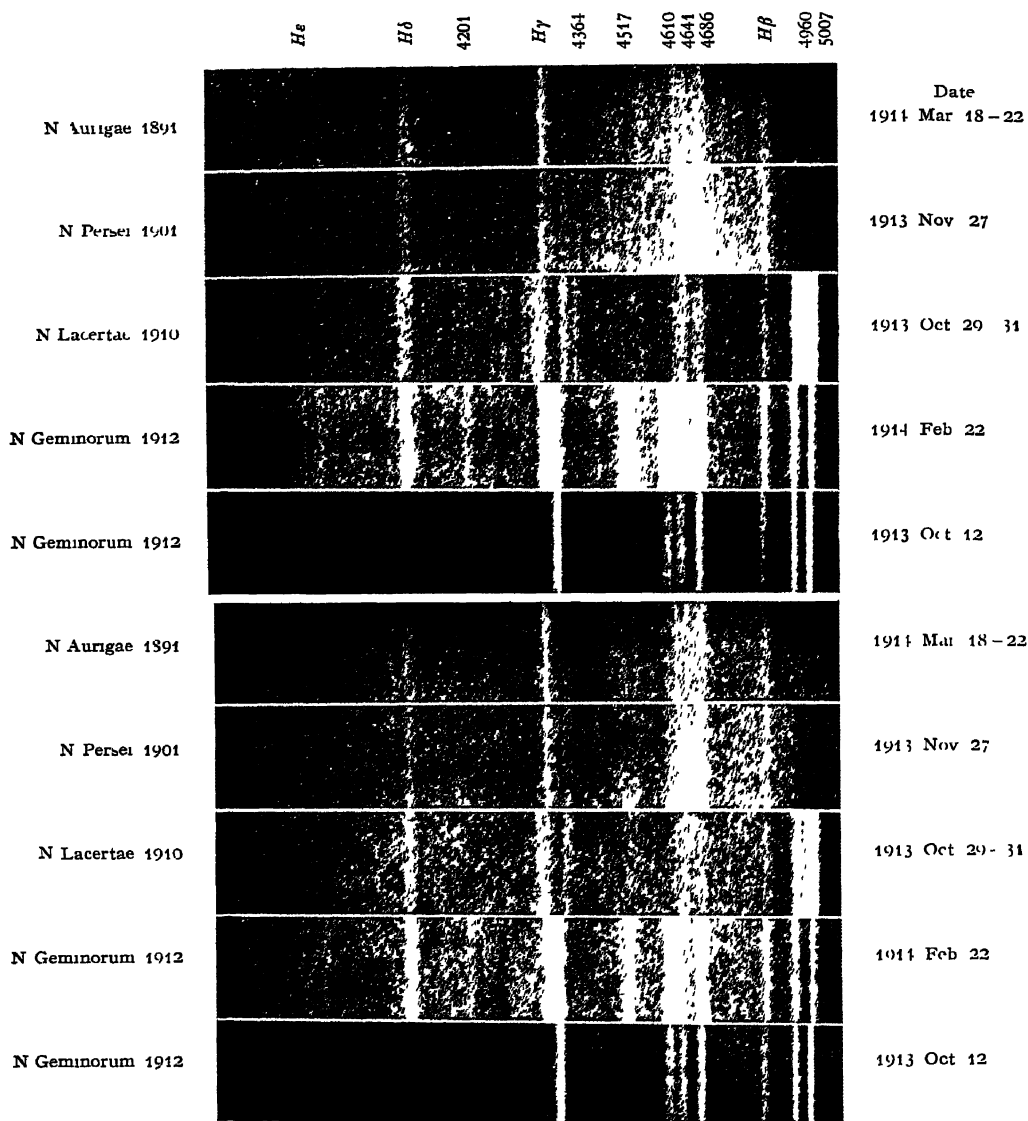 Hε Hδ 4201 Hγ 4364 4517 4610 4641 4686 Hβ 4960 5007
Date
N Aurigae 1891 1914 Mar 18–22
N Persei 1901 1913 Nov 27
N Lacertae 1910 1913 Oct 29 31
N Geminorum 1912 1914 Feb 22
N Geminorum 1912 1913 Oct 12
N Aurigae 1891 1914 Mar 18–22
N Persei 1901 1913 Nov 27
N Lacertae 1910 1913 Oct 29-31
N Geminorum 1912 1914 Feb 22
N Geminorum 1912 1913 Oct 12